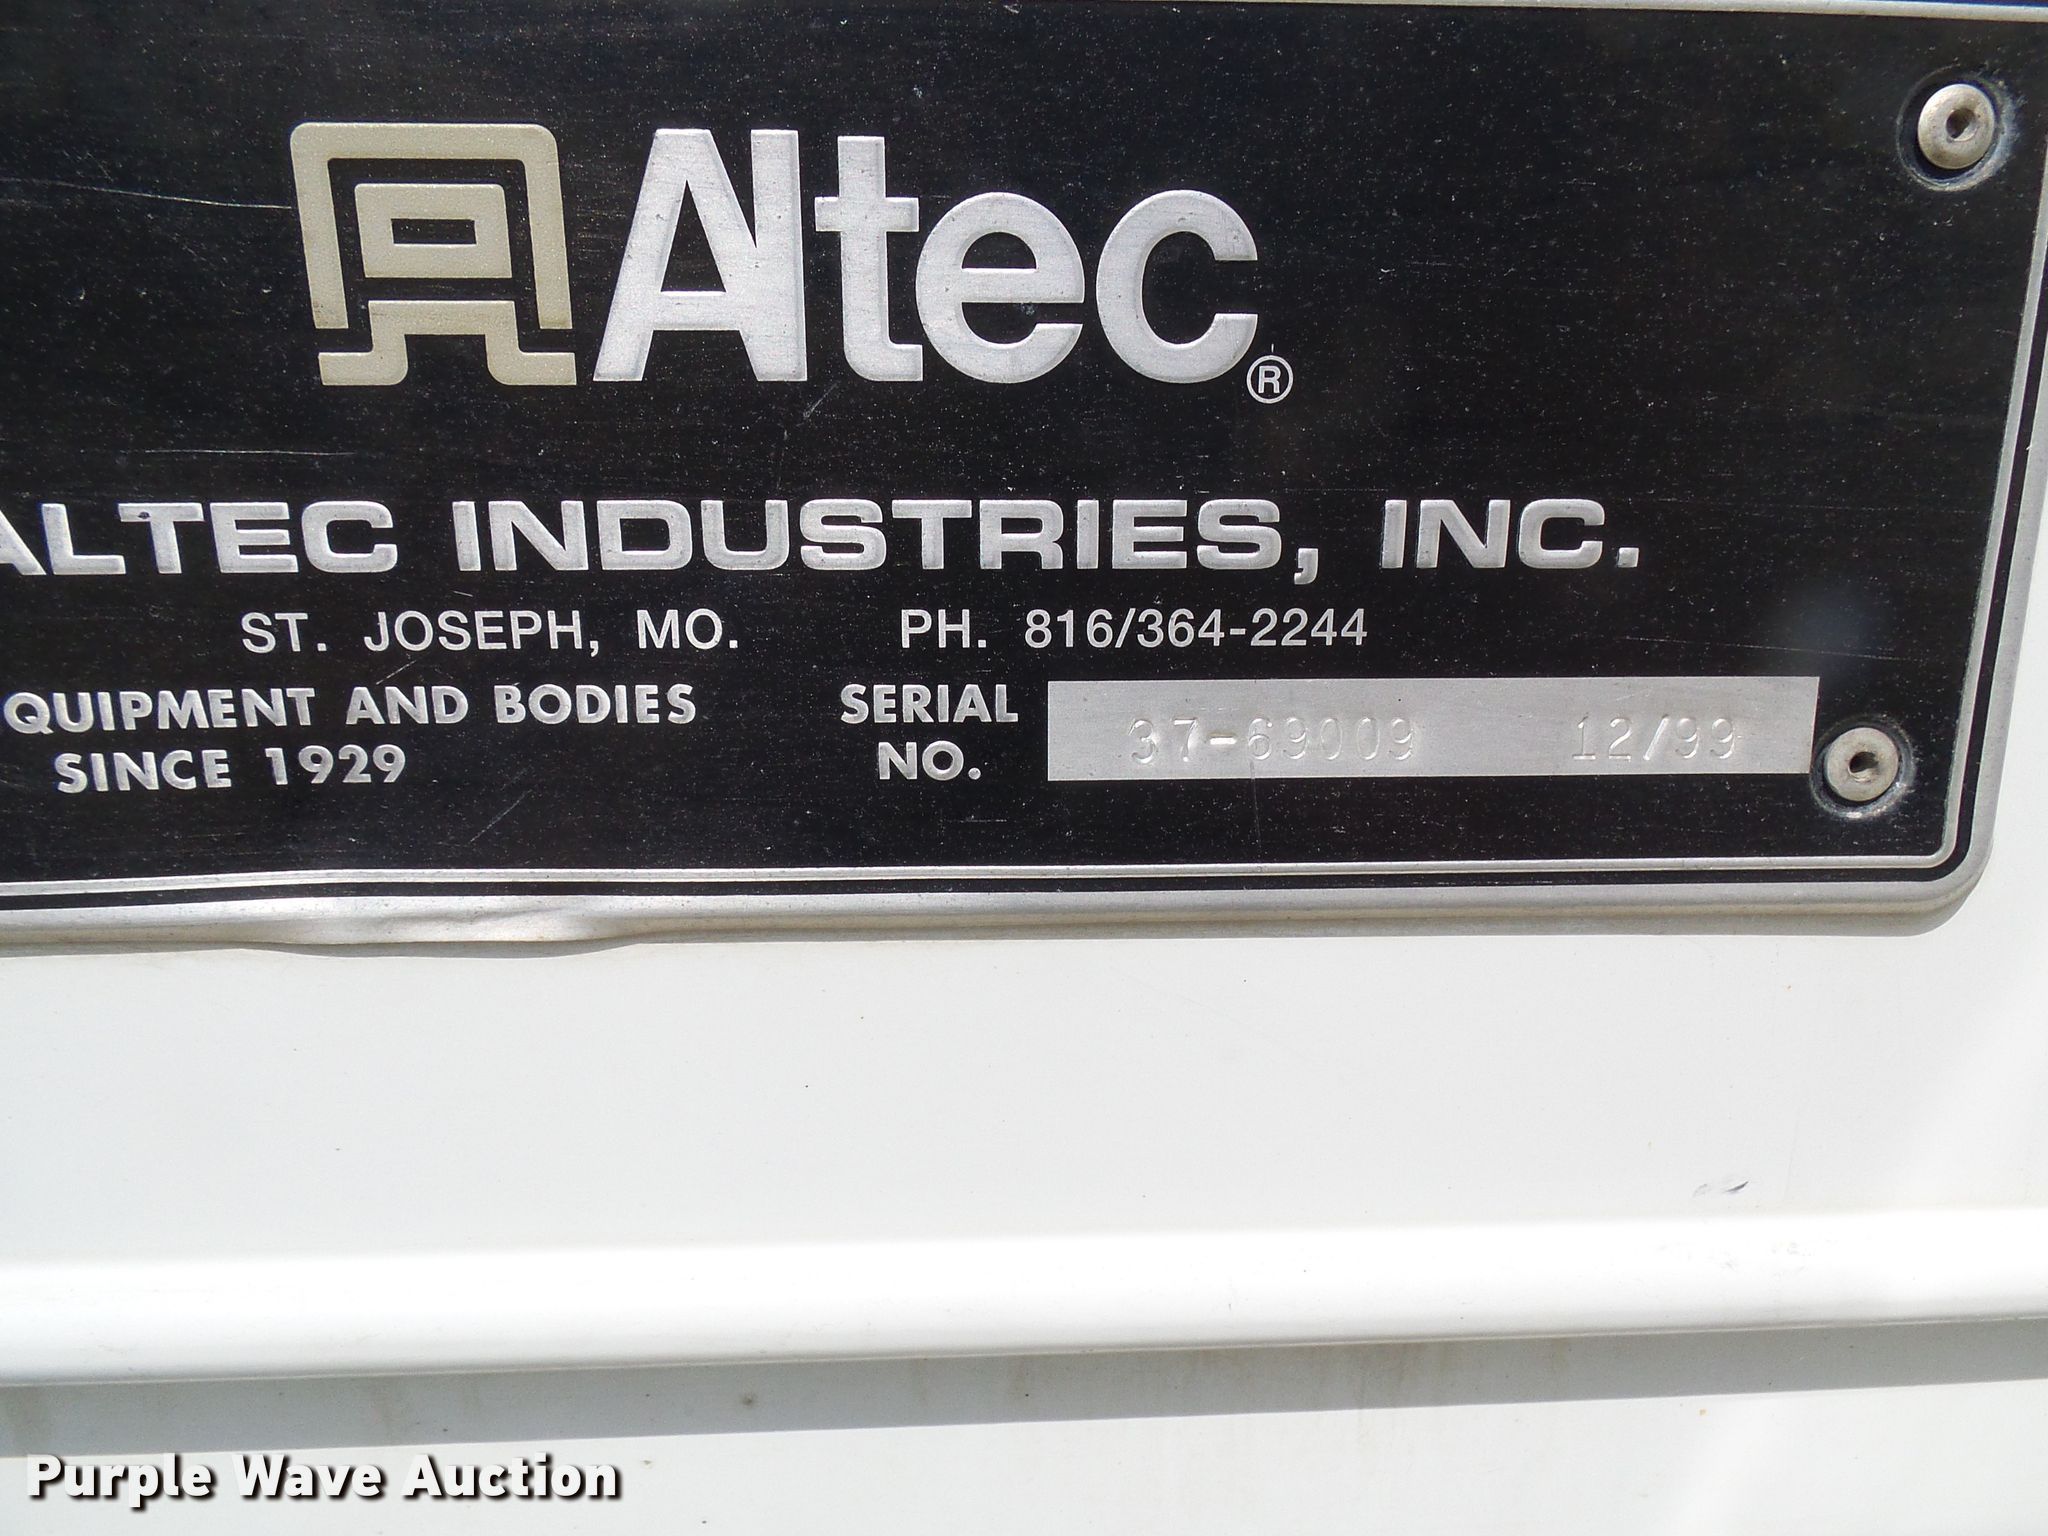 Altec®
ALTEC INDUSTRIES, INC.
ST. JOSEPH, MO. PH. 816/364-2244
QUIPMENT AND BODIES SERIAL
SINCE 1929 NO. 37-69009 12/99
Purple Wave Auction